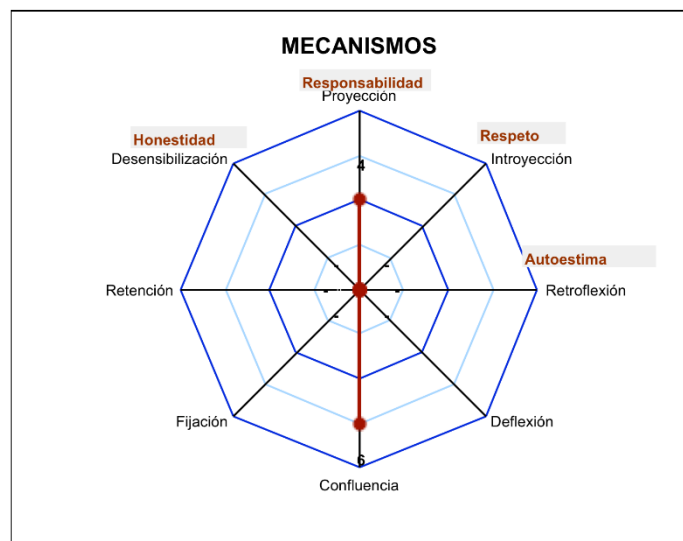 MECANISMOS
Responsabilidad
Proyección
Honestidad
Respeto
Desensibilización
Introyección
4
Autoestima
-
-
Retención
-
-
Retroflexión
-
-
Fijación
Deflexión
6
Confluencia